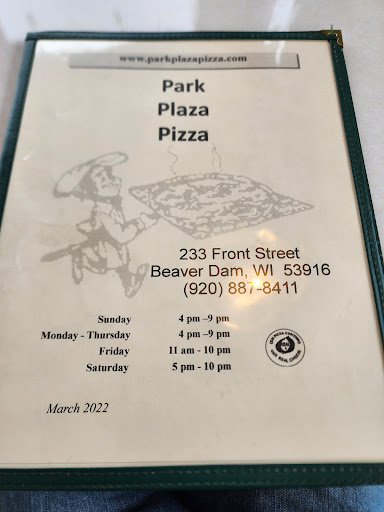 www.parkplazapizza.com
Park
Plaza
Pizza
233 Front Street
Beaver Dam, WI 53916
(920) 887-8411
Sunday 4 pm –9 pm
Monday - Thursday 4 pm –9 pm
Friday 11 am - 10 pm
Saturday 5 pm - 10 pm
REAL
March 2022